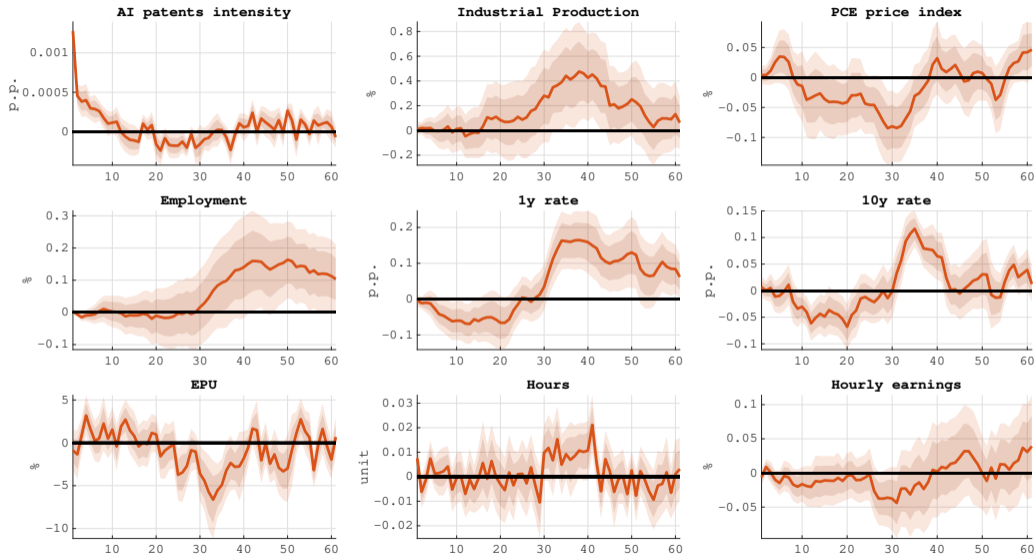 AI patents intensity
0.001
0.0005
0
p.p.
10 20 30 40 50 60
Industrial Production
0.8
0.6
0.4
0.2
0
-0.2
%
10 20 30 40 50 60
PCE price index
0.05
0
-0.05
-0.1
%
10 20 30 40 50 60
Employment
0.3
0.2
0.1
0
-0.1
%
10 20 30 40 50 60
1y rate
0.2
0.1
0
-0.1
p.p.
10 20 30 40 50 60
10y rate
0.15
0.1
0.05
0
-0.05
-0.1
p.p.
10 20 30 40 50 60
EPU
5
0
-5
-10
%
10 20 30 40 50 60
Hours
0.03
0.02
0.01
0
-0.01
-0.02
unit
10 20 30 40 50 60
Hourly earnings
0.1
0.05
0
-0.05
%
10 20 30 40 50 60